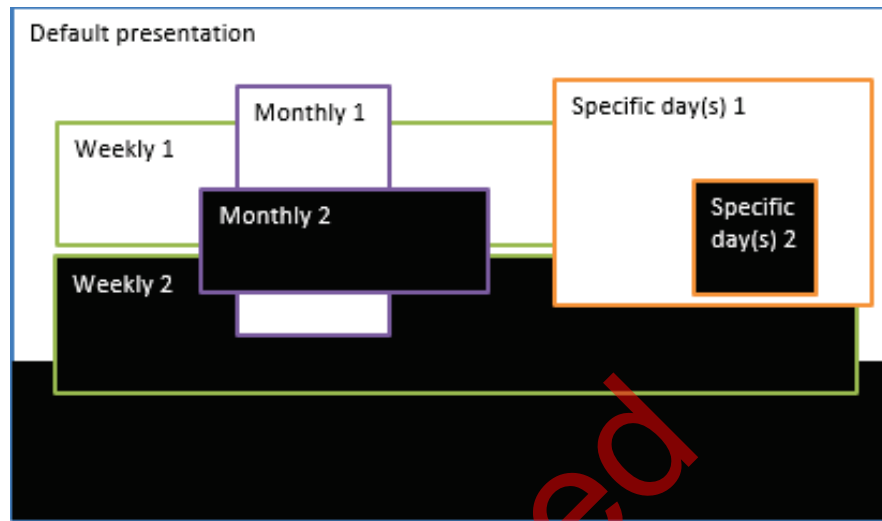 Default presentation
Monthly 1
Specific day(s) 1
Weekly 1
Monthly 2
Specific
day(s) 2
Weekly 2